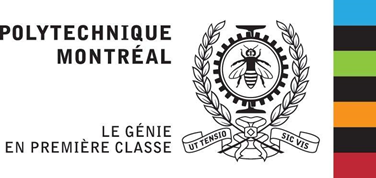 POLYTECHNIQUE
MONTRÉAL
LE GÉNIE
EN PREMIÈRE CLASSE
UT TENSIO SIC VIS